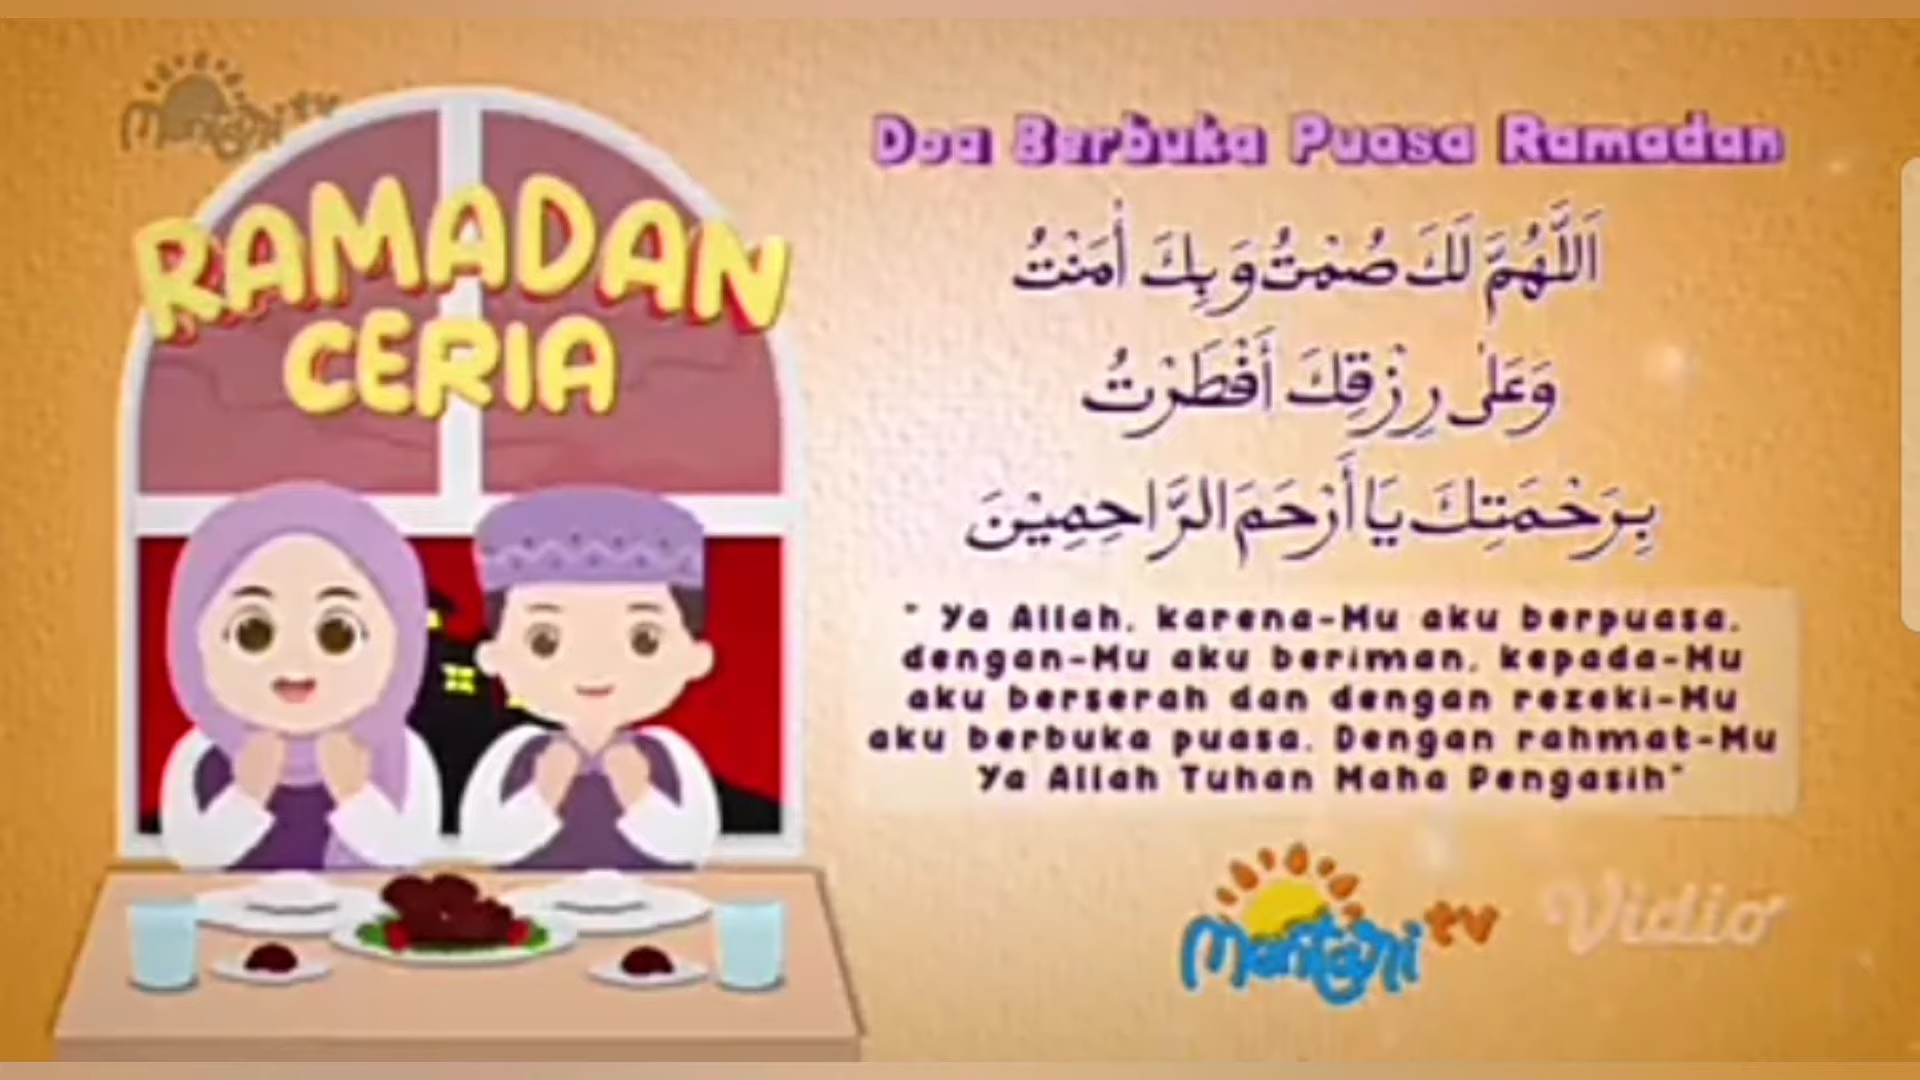 Mentari tv
RAMADAN
CERIA
Doa Berbuka Puasa Ramadan
اَللّٰهُمَّ لَكَ صُمْتُ وَ بِكَ أٰمَنْتُ
وَعَلٰى رِزْقِكَ أَفْطَرْتُ
بِرَحْمَتِكَ يَا أَرْحَمَ الرَّاحِمِيْنَ
" Ya Allah, karena-Mu aku berpuasa,
dengan-Mu aku beriman, kepada-Mu
aku berserah dan dengan rezeki-Mu
aku berbuka puasa. Dengan rahmat-Mu
Ya Allah Tuhan Maha Pengasih"
Mentari tv
Vidio